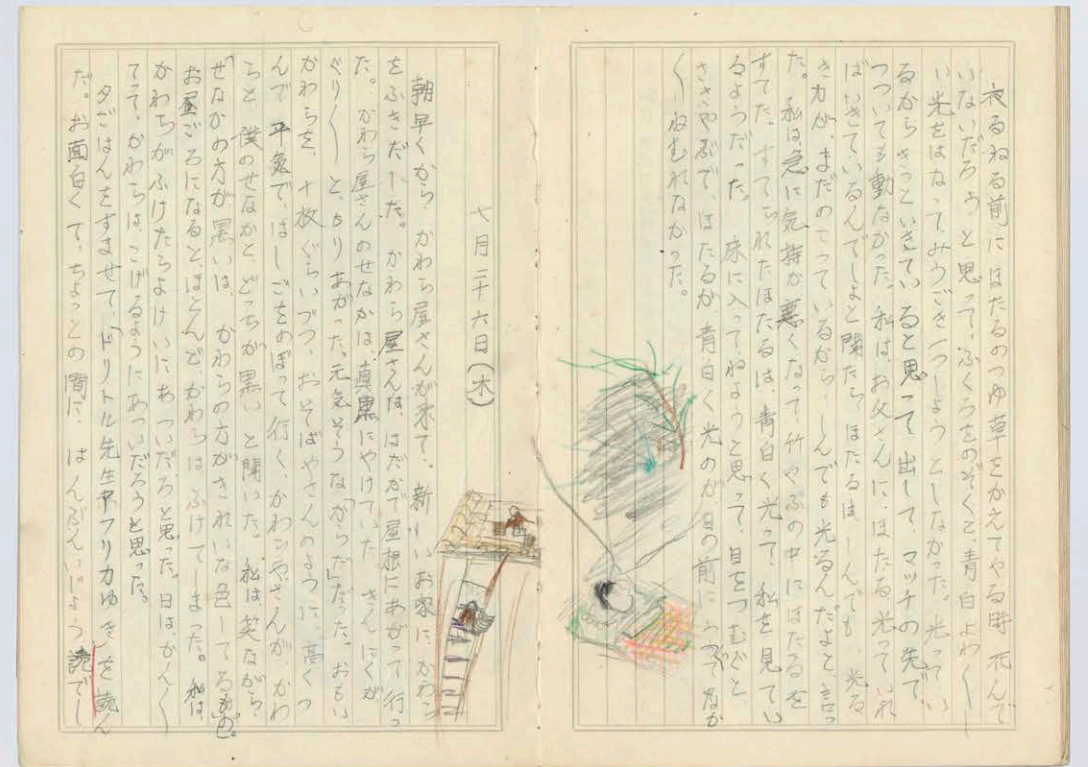 夜るねる前にほたるのつゆ草をかえてやる時死んで
いないだろうと思って、ふくろをのぞくと、青白よわ〱し
い光をはなってみうごき一つしようとしなかった。光ってい
るからきっといきていると思って、出して、マッチの先で、
つついても動なかった。私は、お父さんに、ほたる光っていれ
ばいきているんでしよと聞たら、ほたるはしんでも 光る
き力が、まだのこっているから、しんでも光るんだよと、言っ
た。私は急に気持が悪くなって、竹やぶの中にほたるを
すてた。すてられたほたるは、青白く光って、私を見てい
るようだった。床に入ってねようと思って、目をつむぐと、
ささやぶで、ほたるが、青白く光のが目の前に うつてなか
〱ねむれなかった。
七月二十六日(木)
朝早くから、かわら屋さんが来て、新しいお家に、かわら
をふきだした。かわら屋さんは、はだかで屋根にあがって行っ
た。かわら屋さんのせなかは、真黒にやけていた。きんにくが
ぐり〱と、もりあがった、元気そうな「からだ」だった。おもい
かわらを、十枚ぐらいづつ、おそばやさんのように、高くつ
んで平気で、はしごをのぼって行く、かわらやさんが かわ
らと、僕のせなかと、どっちが黒い と聞いた。私は、笑ながら、
せなかの方が黒いは、かわらの方がきれいな色してるもの。
お昼ごろになると、ほとんど、かわらは、ふけてしまった。私は、
かわらがふけたらよけいにあついだろと思った。日は、かん〱
てって、かわらは、こげるようにあついだろうと思った。
夕ごはんをすませて、「ドリトル先生アフリカゆき」を読ん
だ。お面白くて、ちょっとの間に、はんぶんいじょう読でし